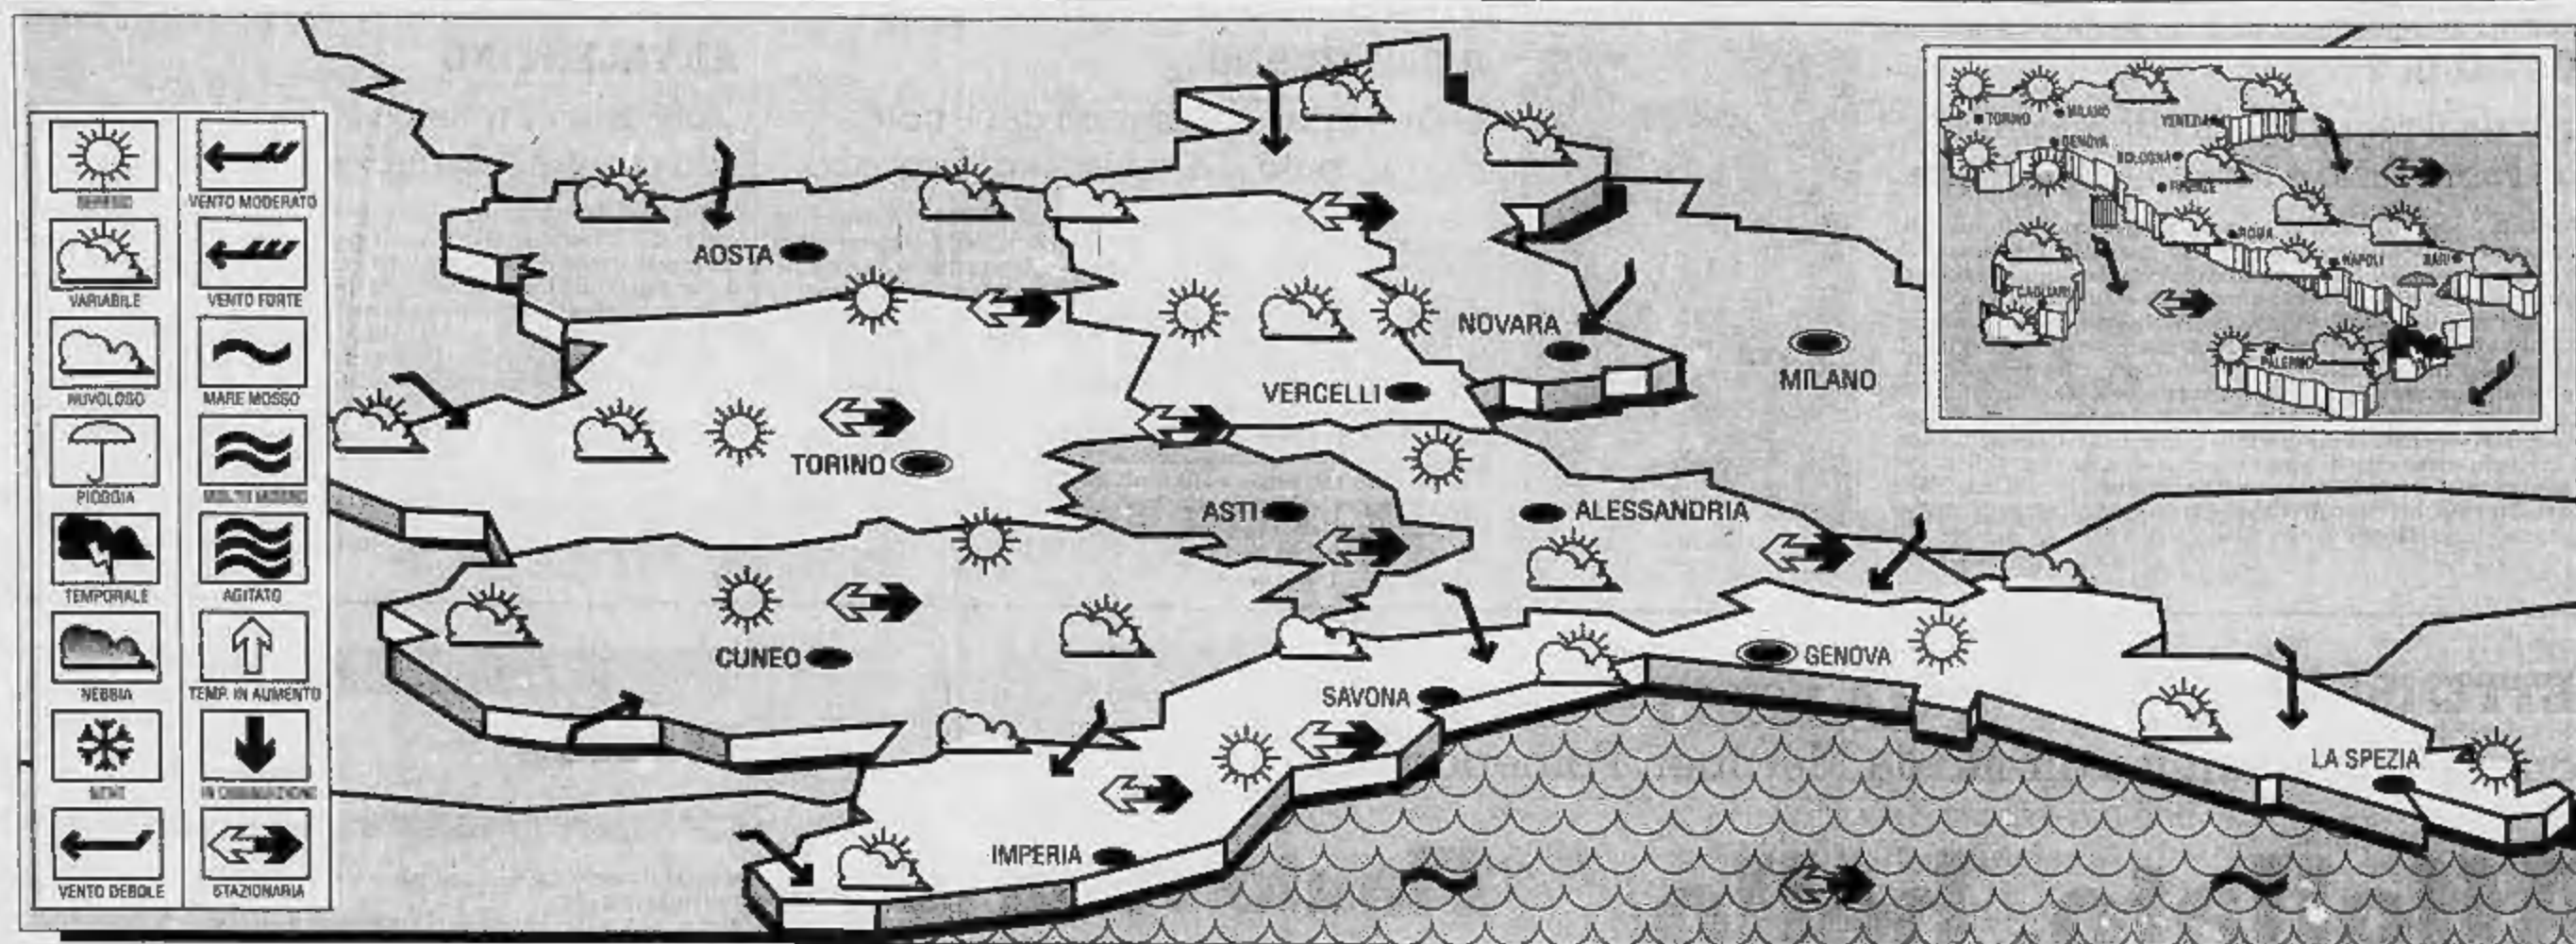 VENTO MODERATO
VARIABILE
VENTO FORTE
NUVOLOSO
MARE MOSSO
PIOGGIA
TEMPORALE
AGITATO
NEBBIA
TEMP. IN AUMENTO
VENTO DEBOLE
STAZIONARIA
AOSTA
NOVARA
MILANO
VERCELLI
TORINO
ASTI
ALESSANDRIA
CUNEO
GENOVA
SAVONA
LA SPEZIA
IMPERIA
TORINO
MILANO
VENEZIA
GENOVA
BOLOGNA
FIRENZE
ROMA
NAPOLI
BARI
CAGLIARI
PALERMO